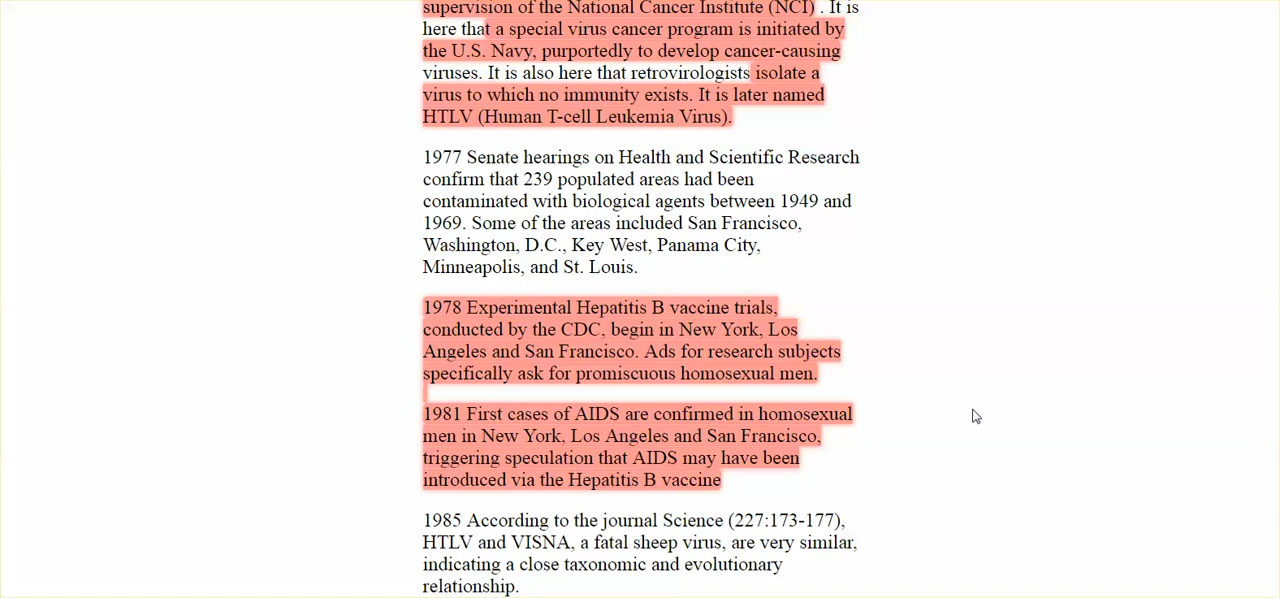 supervision of the National Cancer Institute (NCI) . It is
here that a special virus cancer program is initiated by
the U.S. Navy, purportedly to develop cancer-causing
viruses. It is also here that retrovirologists isolate a
virus to which no immunity exists. It is later named
HTLV (Human T-cell Leukemia Virus).
1977 Senate hearings on Health and Scientific Research
confirm that 239 populated areas had been
contaminated with biological agents between 1949 and
1969. Some of the areas included San Francisco,
Washington, D.C., Key West, Panama City,
Minneapolis, and St. Louis.
1978 Experimental Hepatitis B vaccine trials,
conducted by the CDC, begin in New York, Los
Angeles and San Francisco. Ads for research subjects
specifically ask for promiscuous homosexual men.
1981 First cases of AIDS are confirmed in homosexual
men in New York, Los Angeles and San Francisco,
triggering speculation that AIDS may have been
introduced via the Hepatitis B vaccine
1985 According to the journal Science (227:173-177),
HTLV and VISNA, a fatal sheep virus, are very similar,
indicating a close taxonomic and evolutionary
relationship.